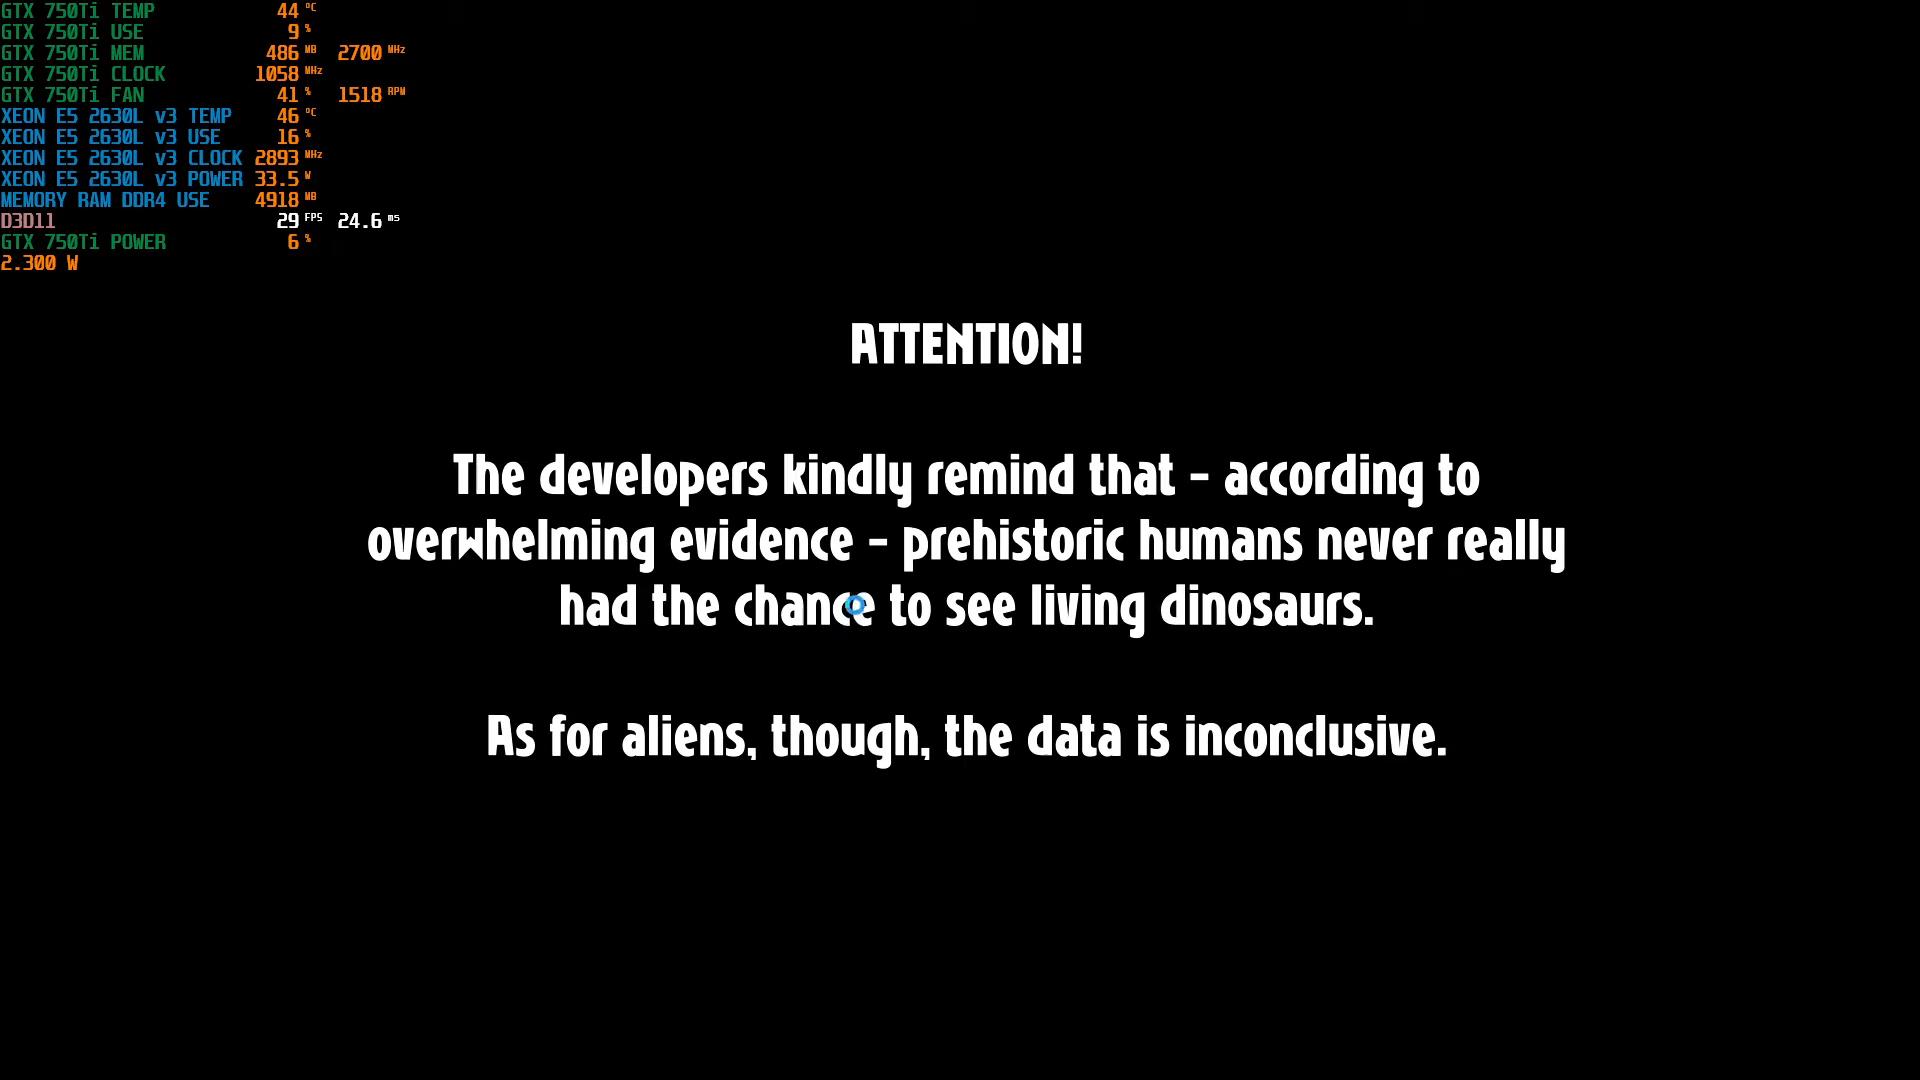 GTX 750Ti TEMP 44 °C
GTX 750Ti USE 9 %
GTX 750Ti MEM 486 MB 2700 MHz
GTX 750Ti CLOCK 1058 MHz
GTX 750Ti FAN 41 % 1518 RPM
XEON E5 2630L v3 TEMP 46 °C
XEON E5 2630L v3 USE 16 %
XEON E5 2630L v3 CLOCK 2893 MHz
XEON E5 2630L v3 POWER 33.5 W
MEMORY RAM DDR4 USE 4918 MB
D3D11 29 FPS 24.6 ms
GTX 750Ti POWER 6 %
2.300 W
ATTENTION!
The developers kindly remind that - according to
overwhelming evidence - prehistoric humans never really
had the chance to see living dinosaurs.
As for aliens, though, the data is inconclusive.